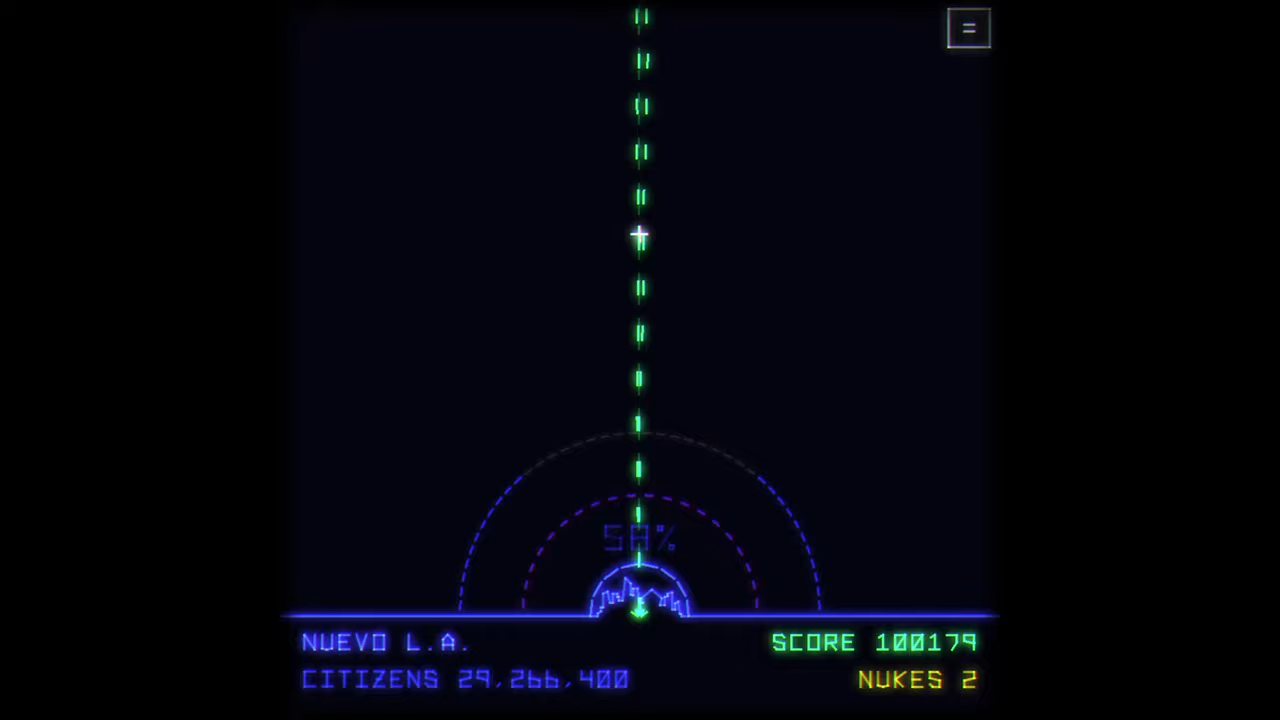 =
58%
NUEVO L.A.
SCORE 100179
CITIZENS 29,266,400
NUKES 2